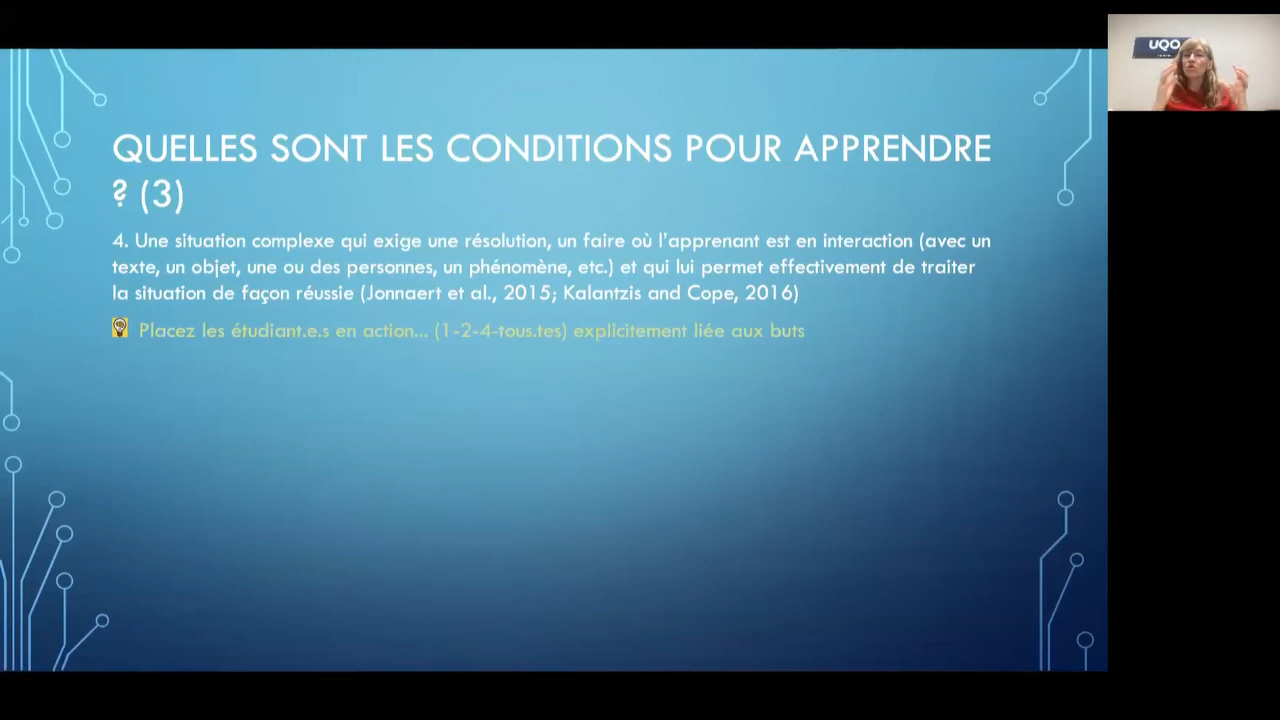 UQO
QUELLES SONT LES CONDITIONS POUR APPRENDRE
? (3)
4. Une situation complexe qui exige une résolution, un faire où l'apprenant est en interaction (avec un
texte, un objet, une ou des personnes, un phénomène, etc.) et qui lui permet effectivement de traiter
la situation de façon réussie (Jonnaert et al., 2015; Kalantzis and Cope, 2016)
Placez les étudiant.e.s en action... (1-2-4-tous.tes) explicitement liée aux buts